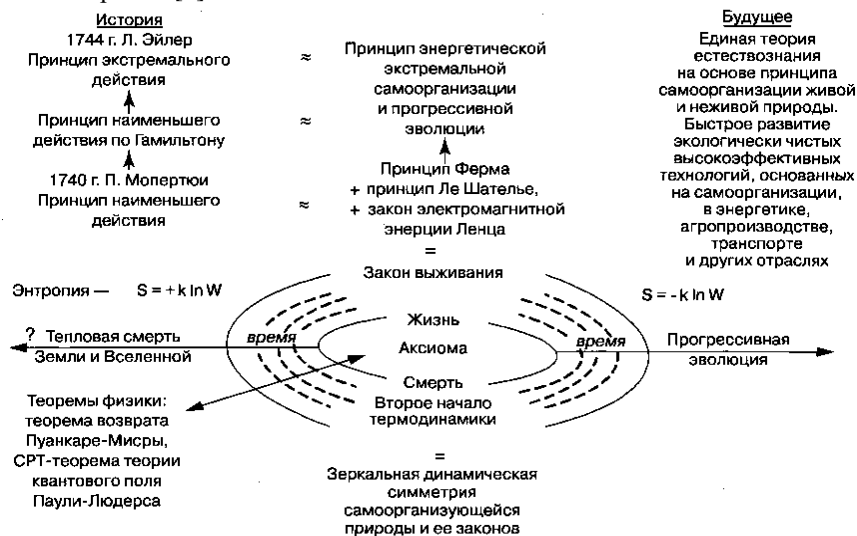 История
1744 г. Л. Эйлер
Принцип экстремального
действия
Принцип наименьшего
действия по Гамильтону
1740 г. П. Мопертюи
Принцип наименьшего
действия
≈
≈
≈
Принцип энергетической
экстремальной
самоорганизации
и прогрессивной
эволюции
Принцип Ферма
+ принцип Ле Шателье,
+ закон электромагнитной
энерции Ленца
=
Закон выживания
Будущее
Единая теория
естествознания
на основе принципа
самоорганизации живой
и неживой природы.
Быстрое развитие
экологически чистых
высокоэффективных
технологий, основанных
на самоорганизации,
в энергетике,
агропроизводстве,
транспорте
и других отраслях
Энтропия — S = + k ln W
S = - k ln W
? Тепловая смерть
Земли и Вселенной
время
Жизнь
Аксиома
Смерть
время
Прогрессивная
эволюция
Второе начало
термодинамики
Теоремы физики:
теорема возврата
Пуанкаре-Мисры,
СРТ-теорема теории
квантового поля
Паули-Людерса
=
Зеркальная динамическая
симметрия
самоорганизующейся
природы и ее законов